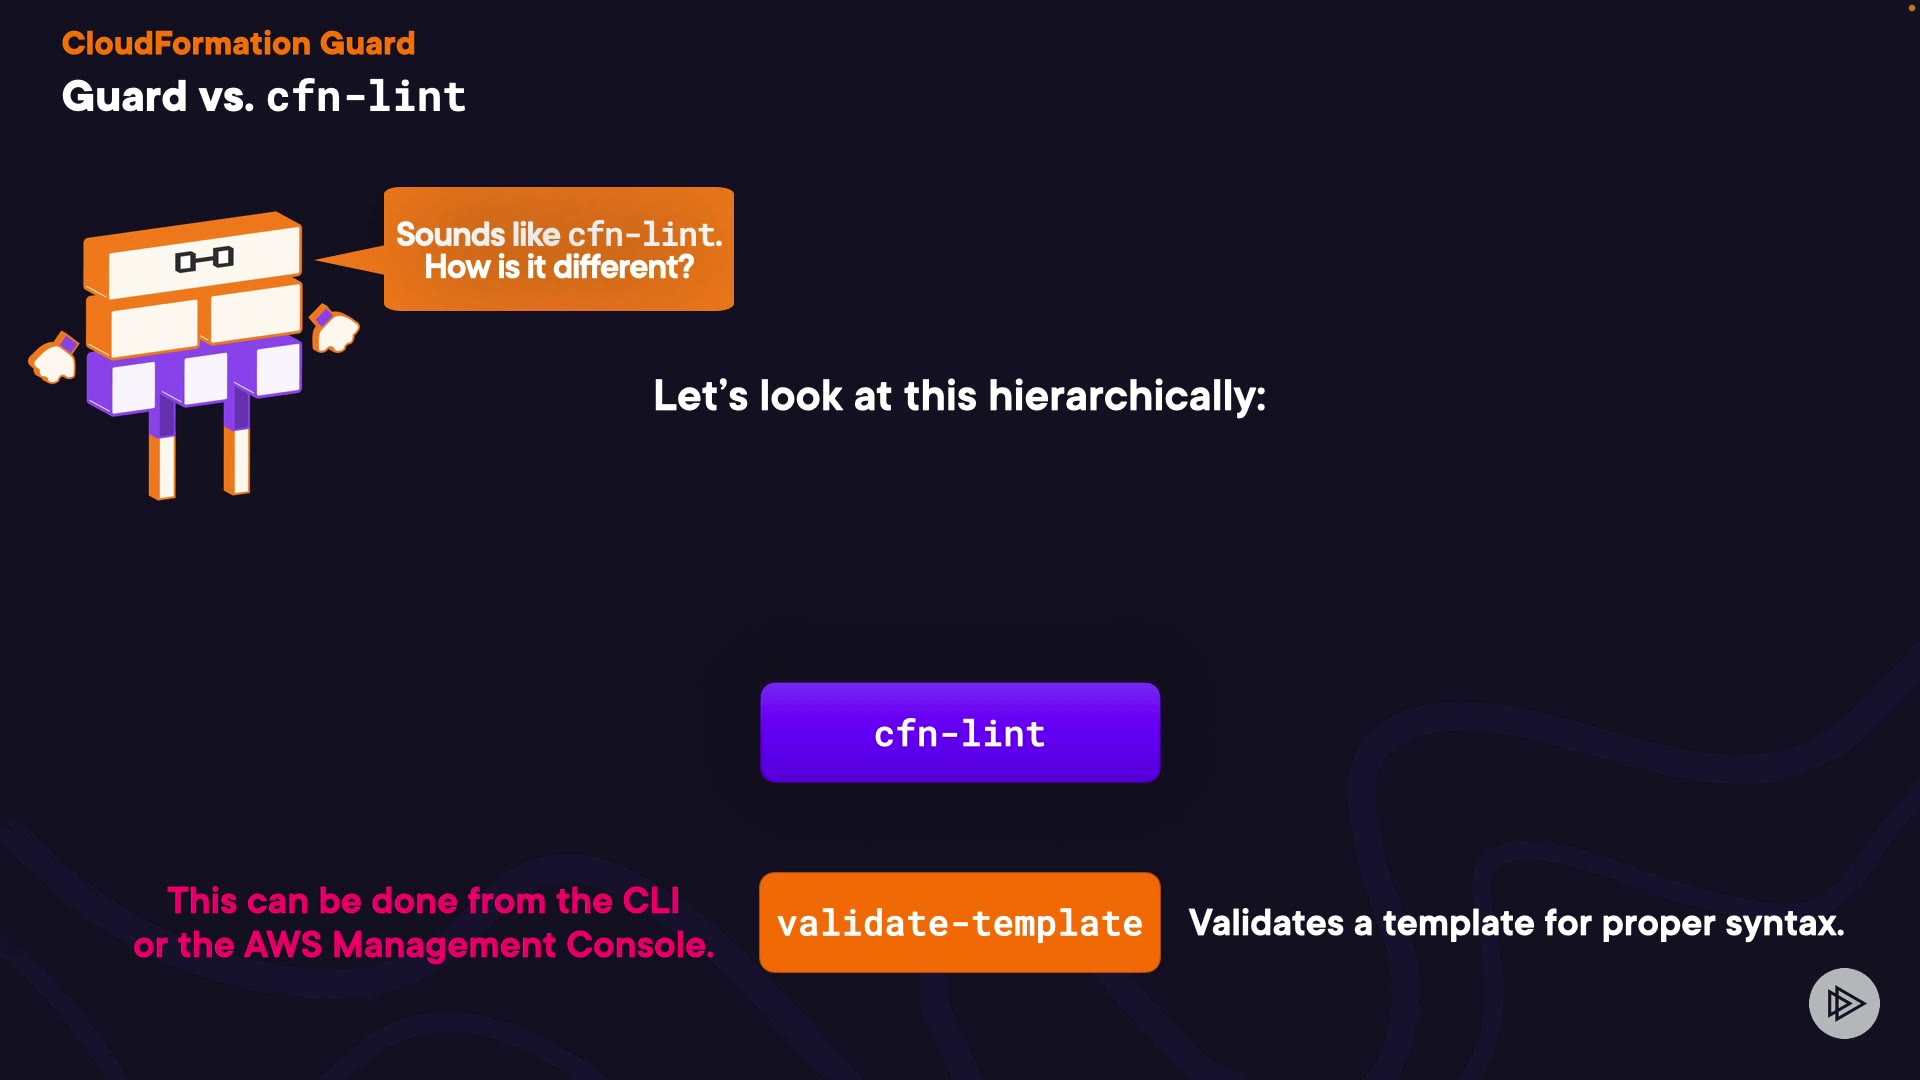 CloudFormation Guard
Guard vs. cfn-lint
Sounds like cfn-lint.
How is it different?
Let’s look at this hierarchically:
cfn-lint
This can be done from the CLI
or the AWS Management Console.
validate-template
Validates a template for proper syntax.